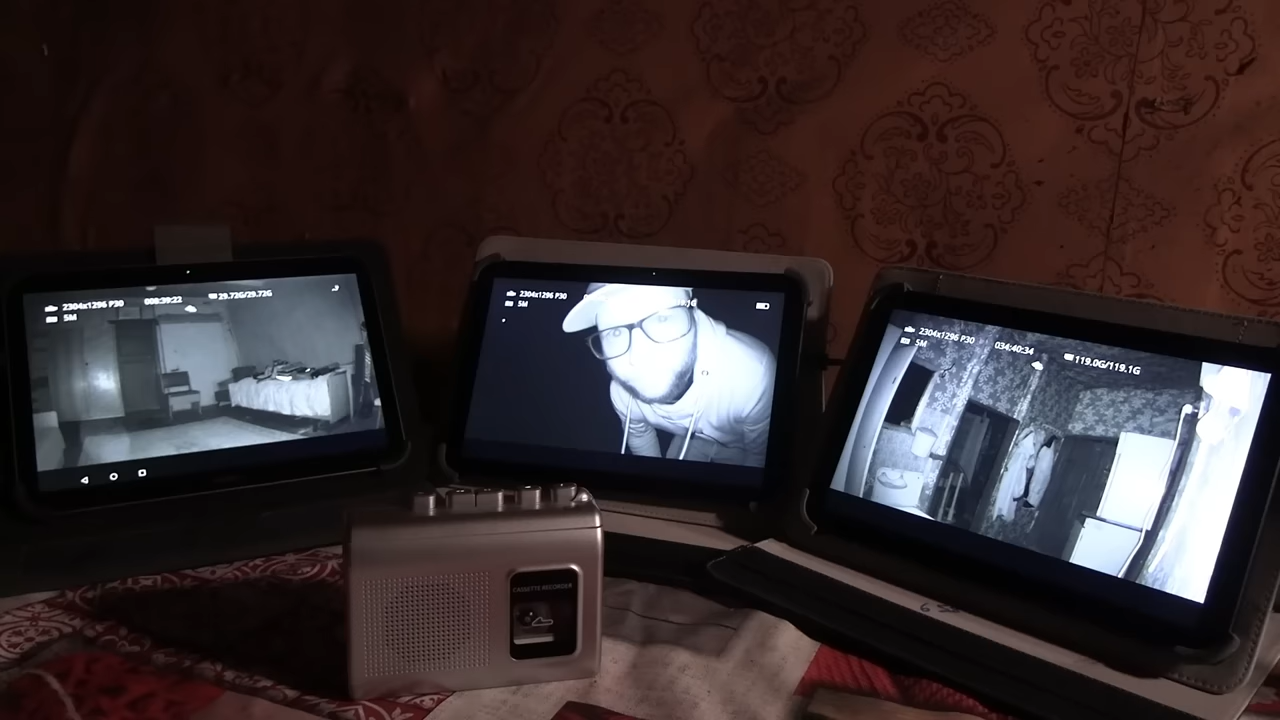 2304x1296 P30
008:39:22
29.72G/29.72G
5M
2304x1296 P30
5M
2304x1296 P30
034:40:34
119.0G/119.1G
5M
CASSETTE RECORDER